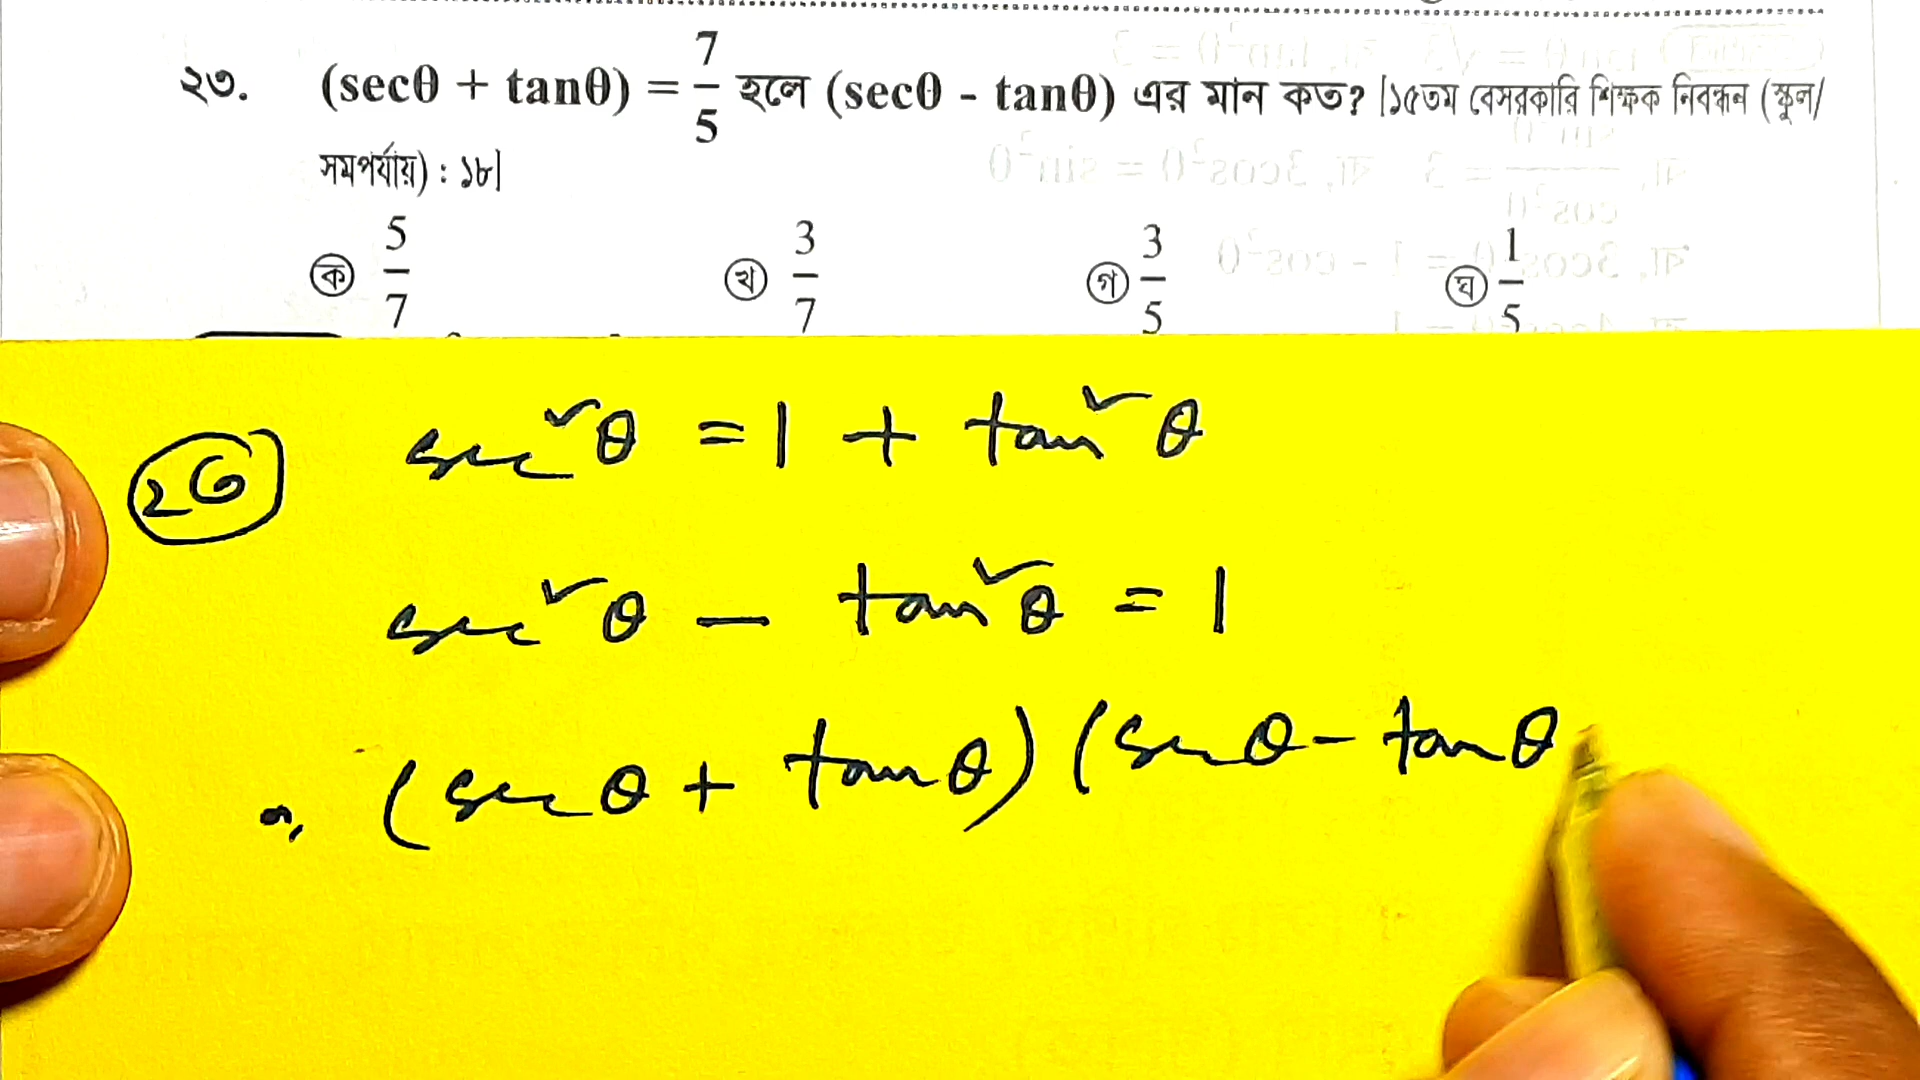 ২৩. (secθ + tanθ) = 7/5 হলে (secθ - tanθ) এর মান কত? [১৫তম বেসরকারি শিক্ষক নিবন্ধন (স্কুল/
সমপর্যায়) : ১৮]
ক 5/7 খ 3/7 গ 3/5 ঘ 1/5
২৩ sec²θ = 1 + tan²θ
sec²θ - tan²θ = 1
বা, (secθ + tanθ) (secθ - tanθ